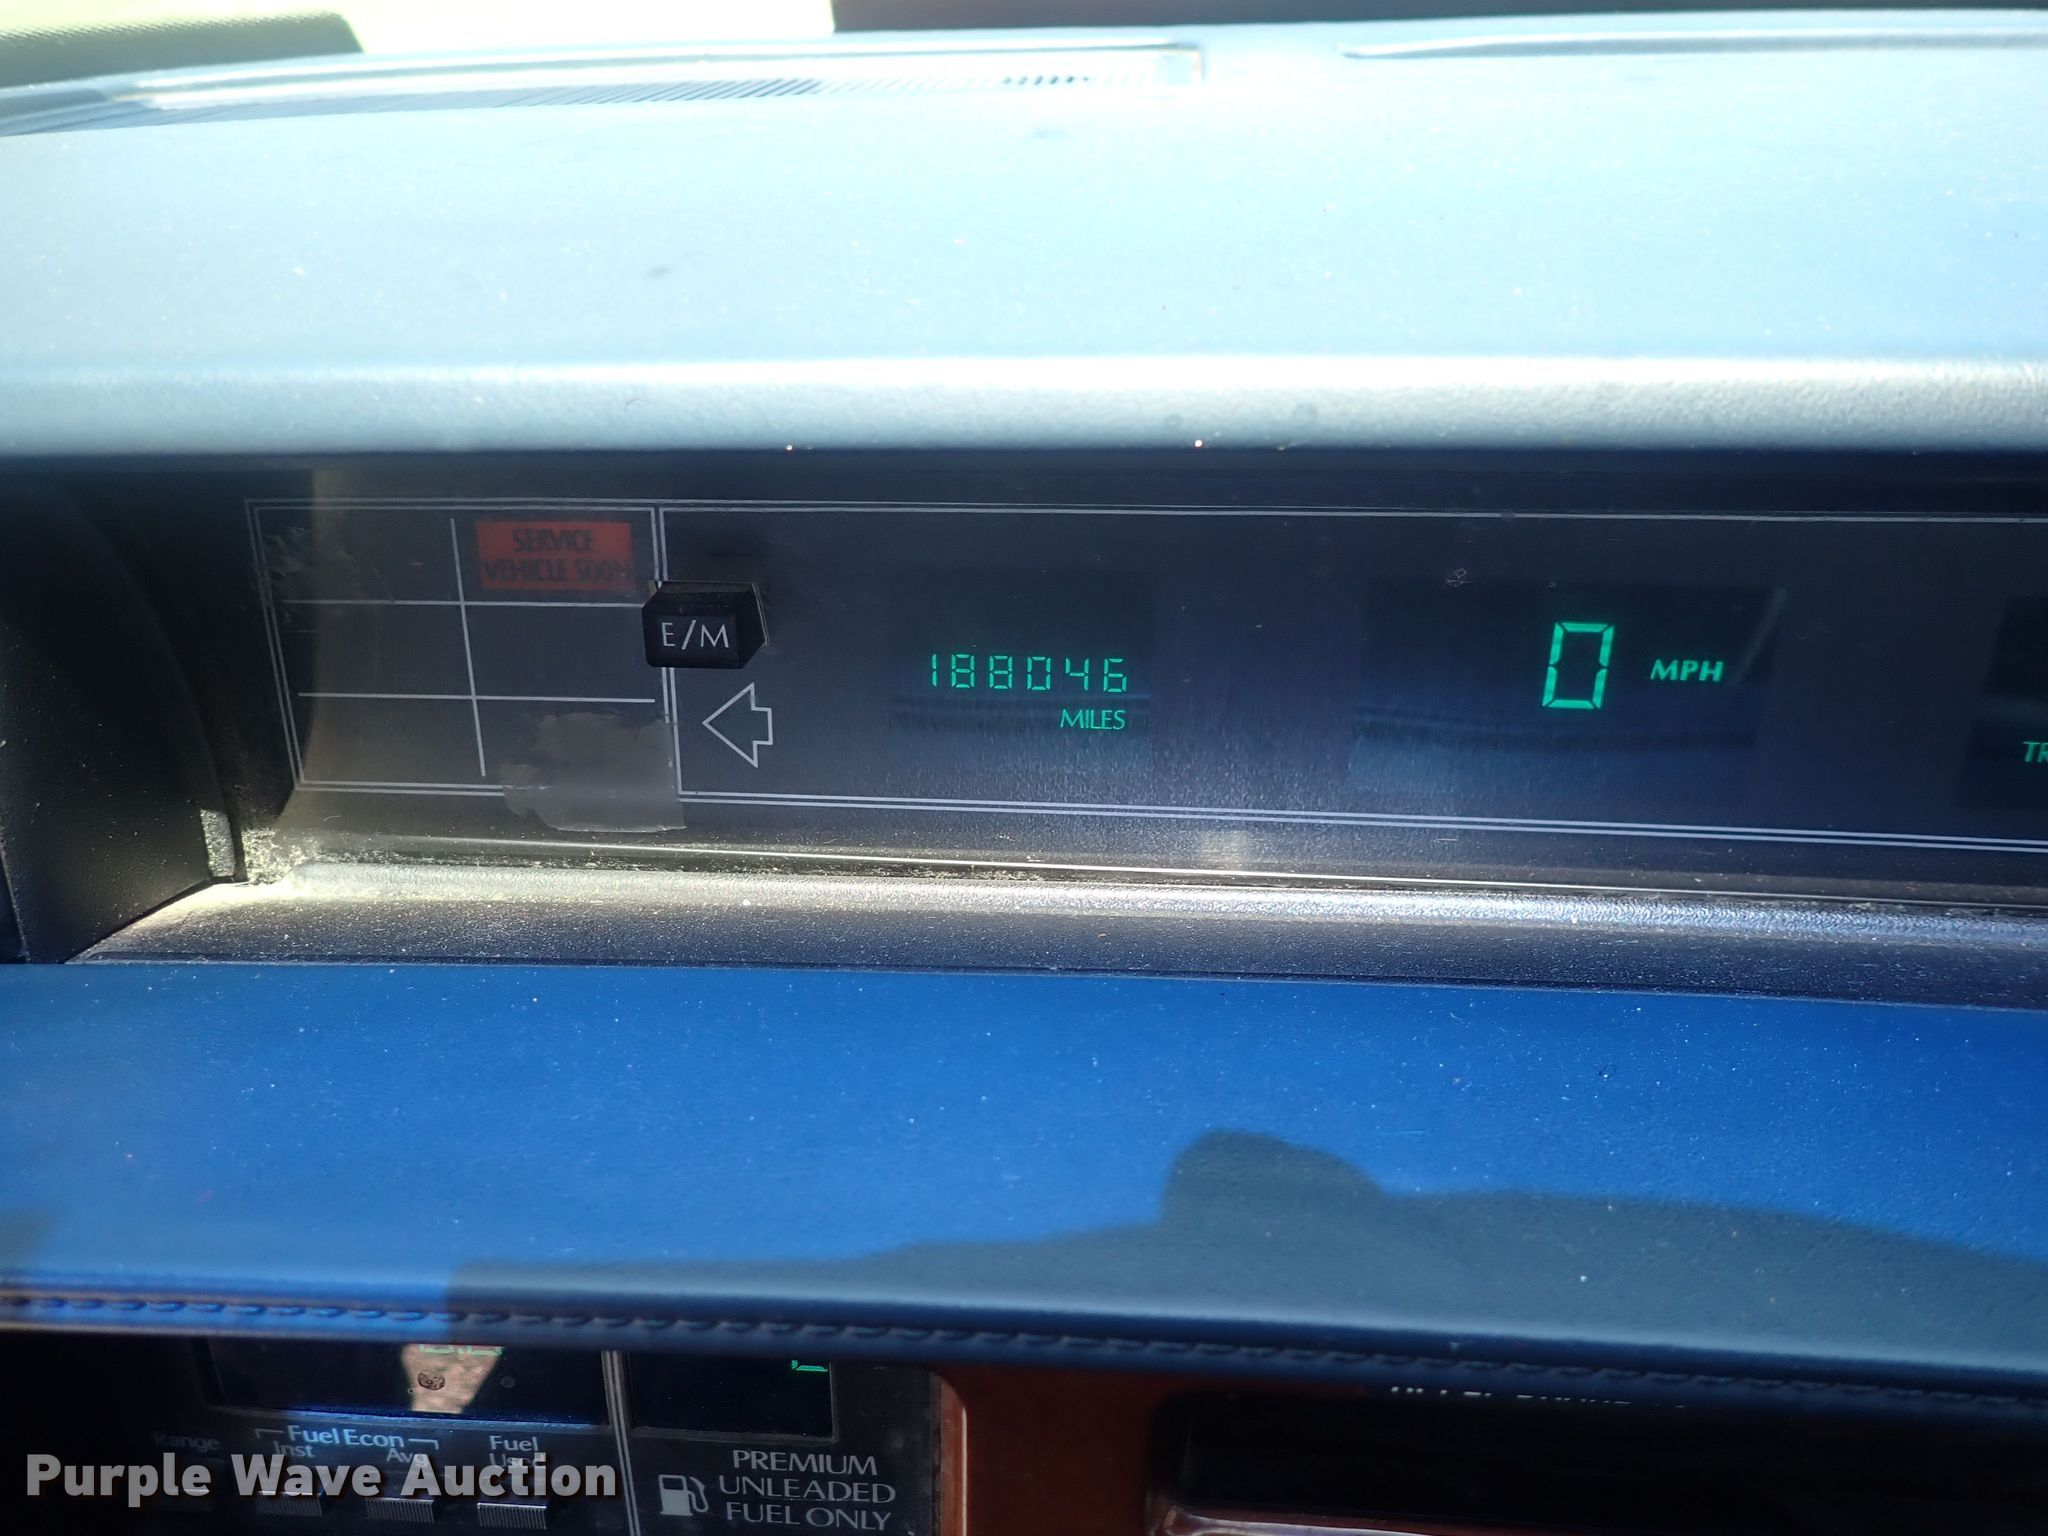 SERVICE
VEHICLE SOON
E/M
188046
MILES
0 MPH
Range
Fuel Econ
Inst
Avg
Fuel
Used
PREMIUM
UNLEADED
FUEL ONLY
Purple Wave Auction